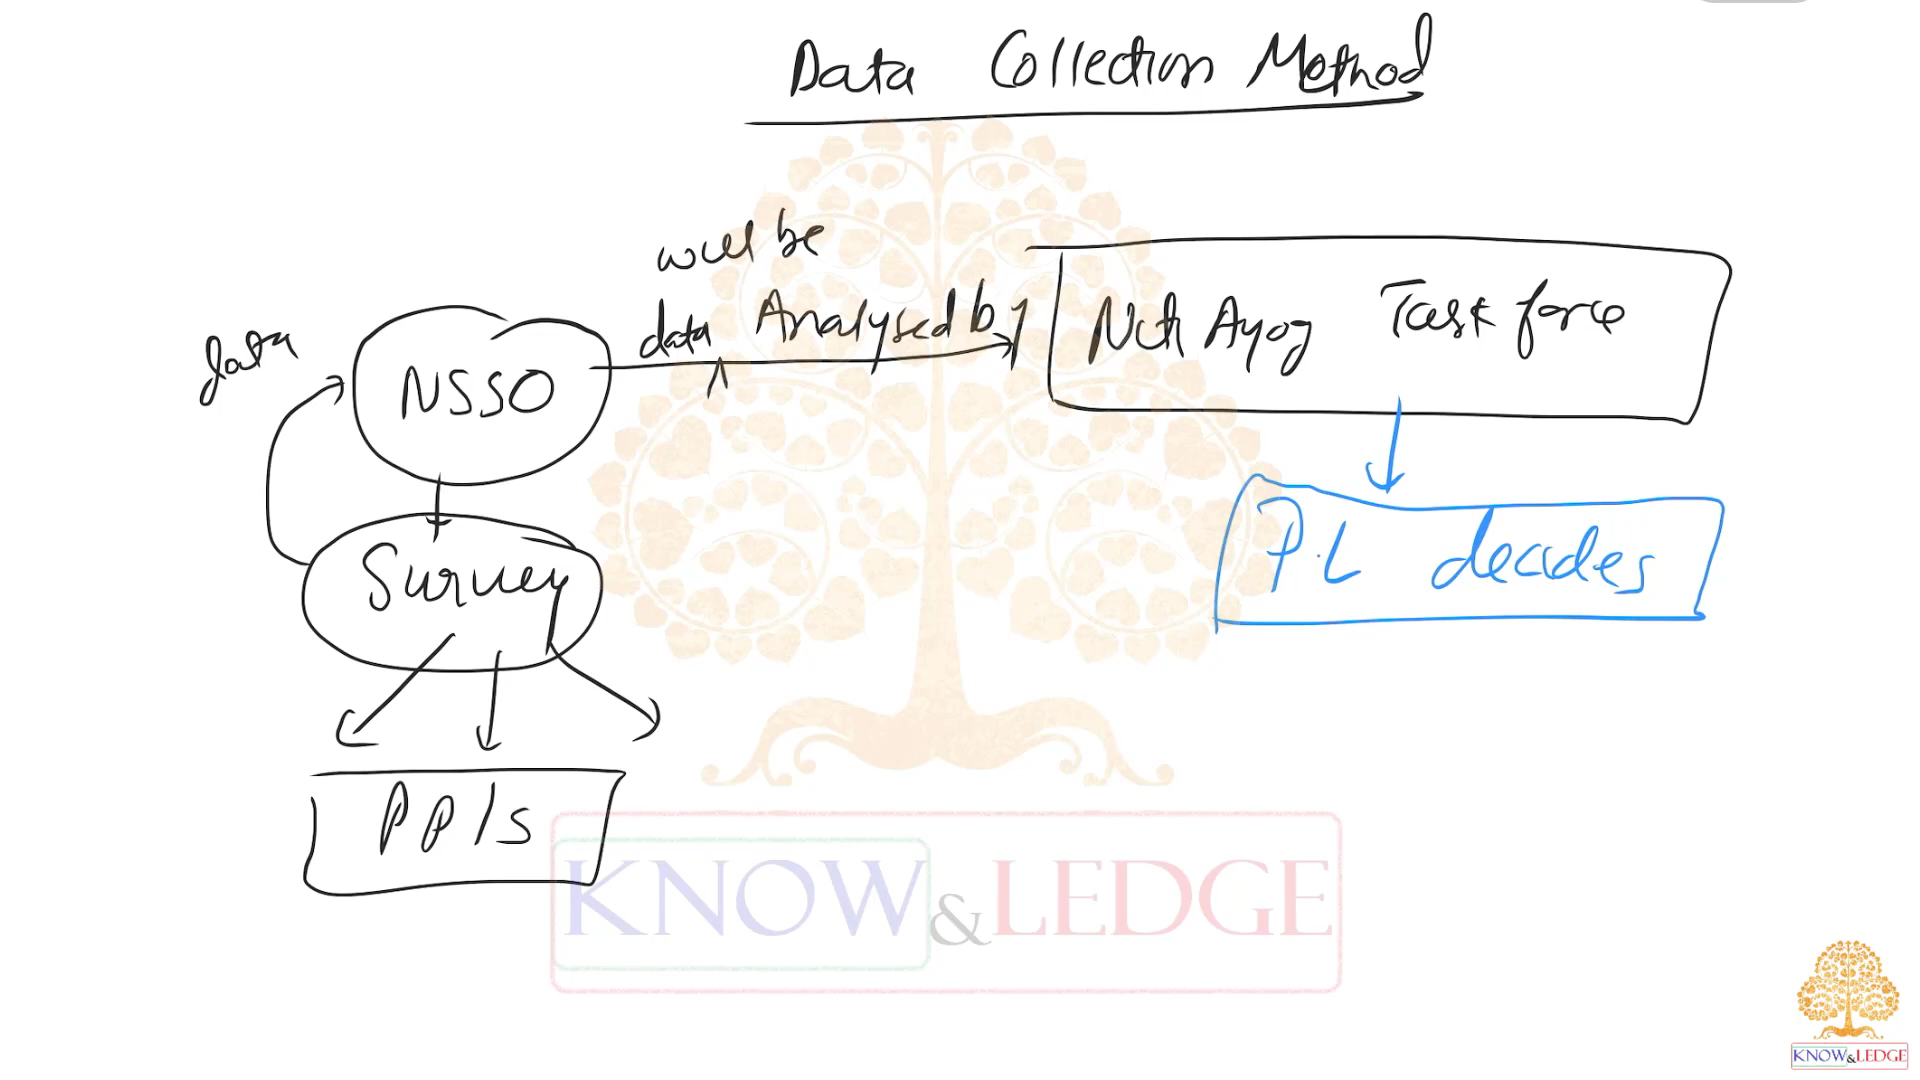 Data Collection Method
will be
data Analysed by
data
NSSO
Niti Ayog Task force
Survey
P.L decides
PPls
KNOW&LEDGE
KNOW&LEDGE